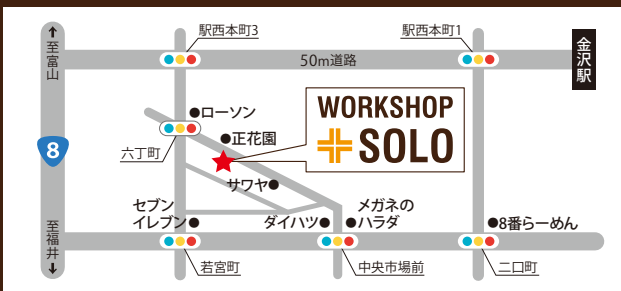 駅西本町3
駅西本町1
至富山
50m道路
金沢駅
ローソン
WORKSHOP
SOLO
正花園
六丁町
8
サワヤ
セブン
イレブン
ダイハツ
メガネの
ハラダ
8番らーめん
至福井
若宮町
中央市場前
二口町